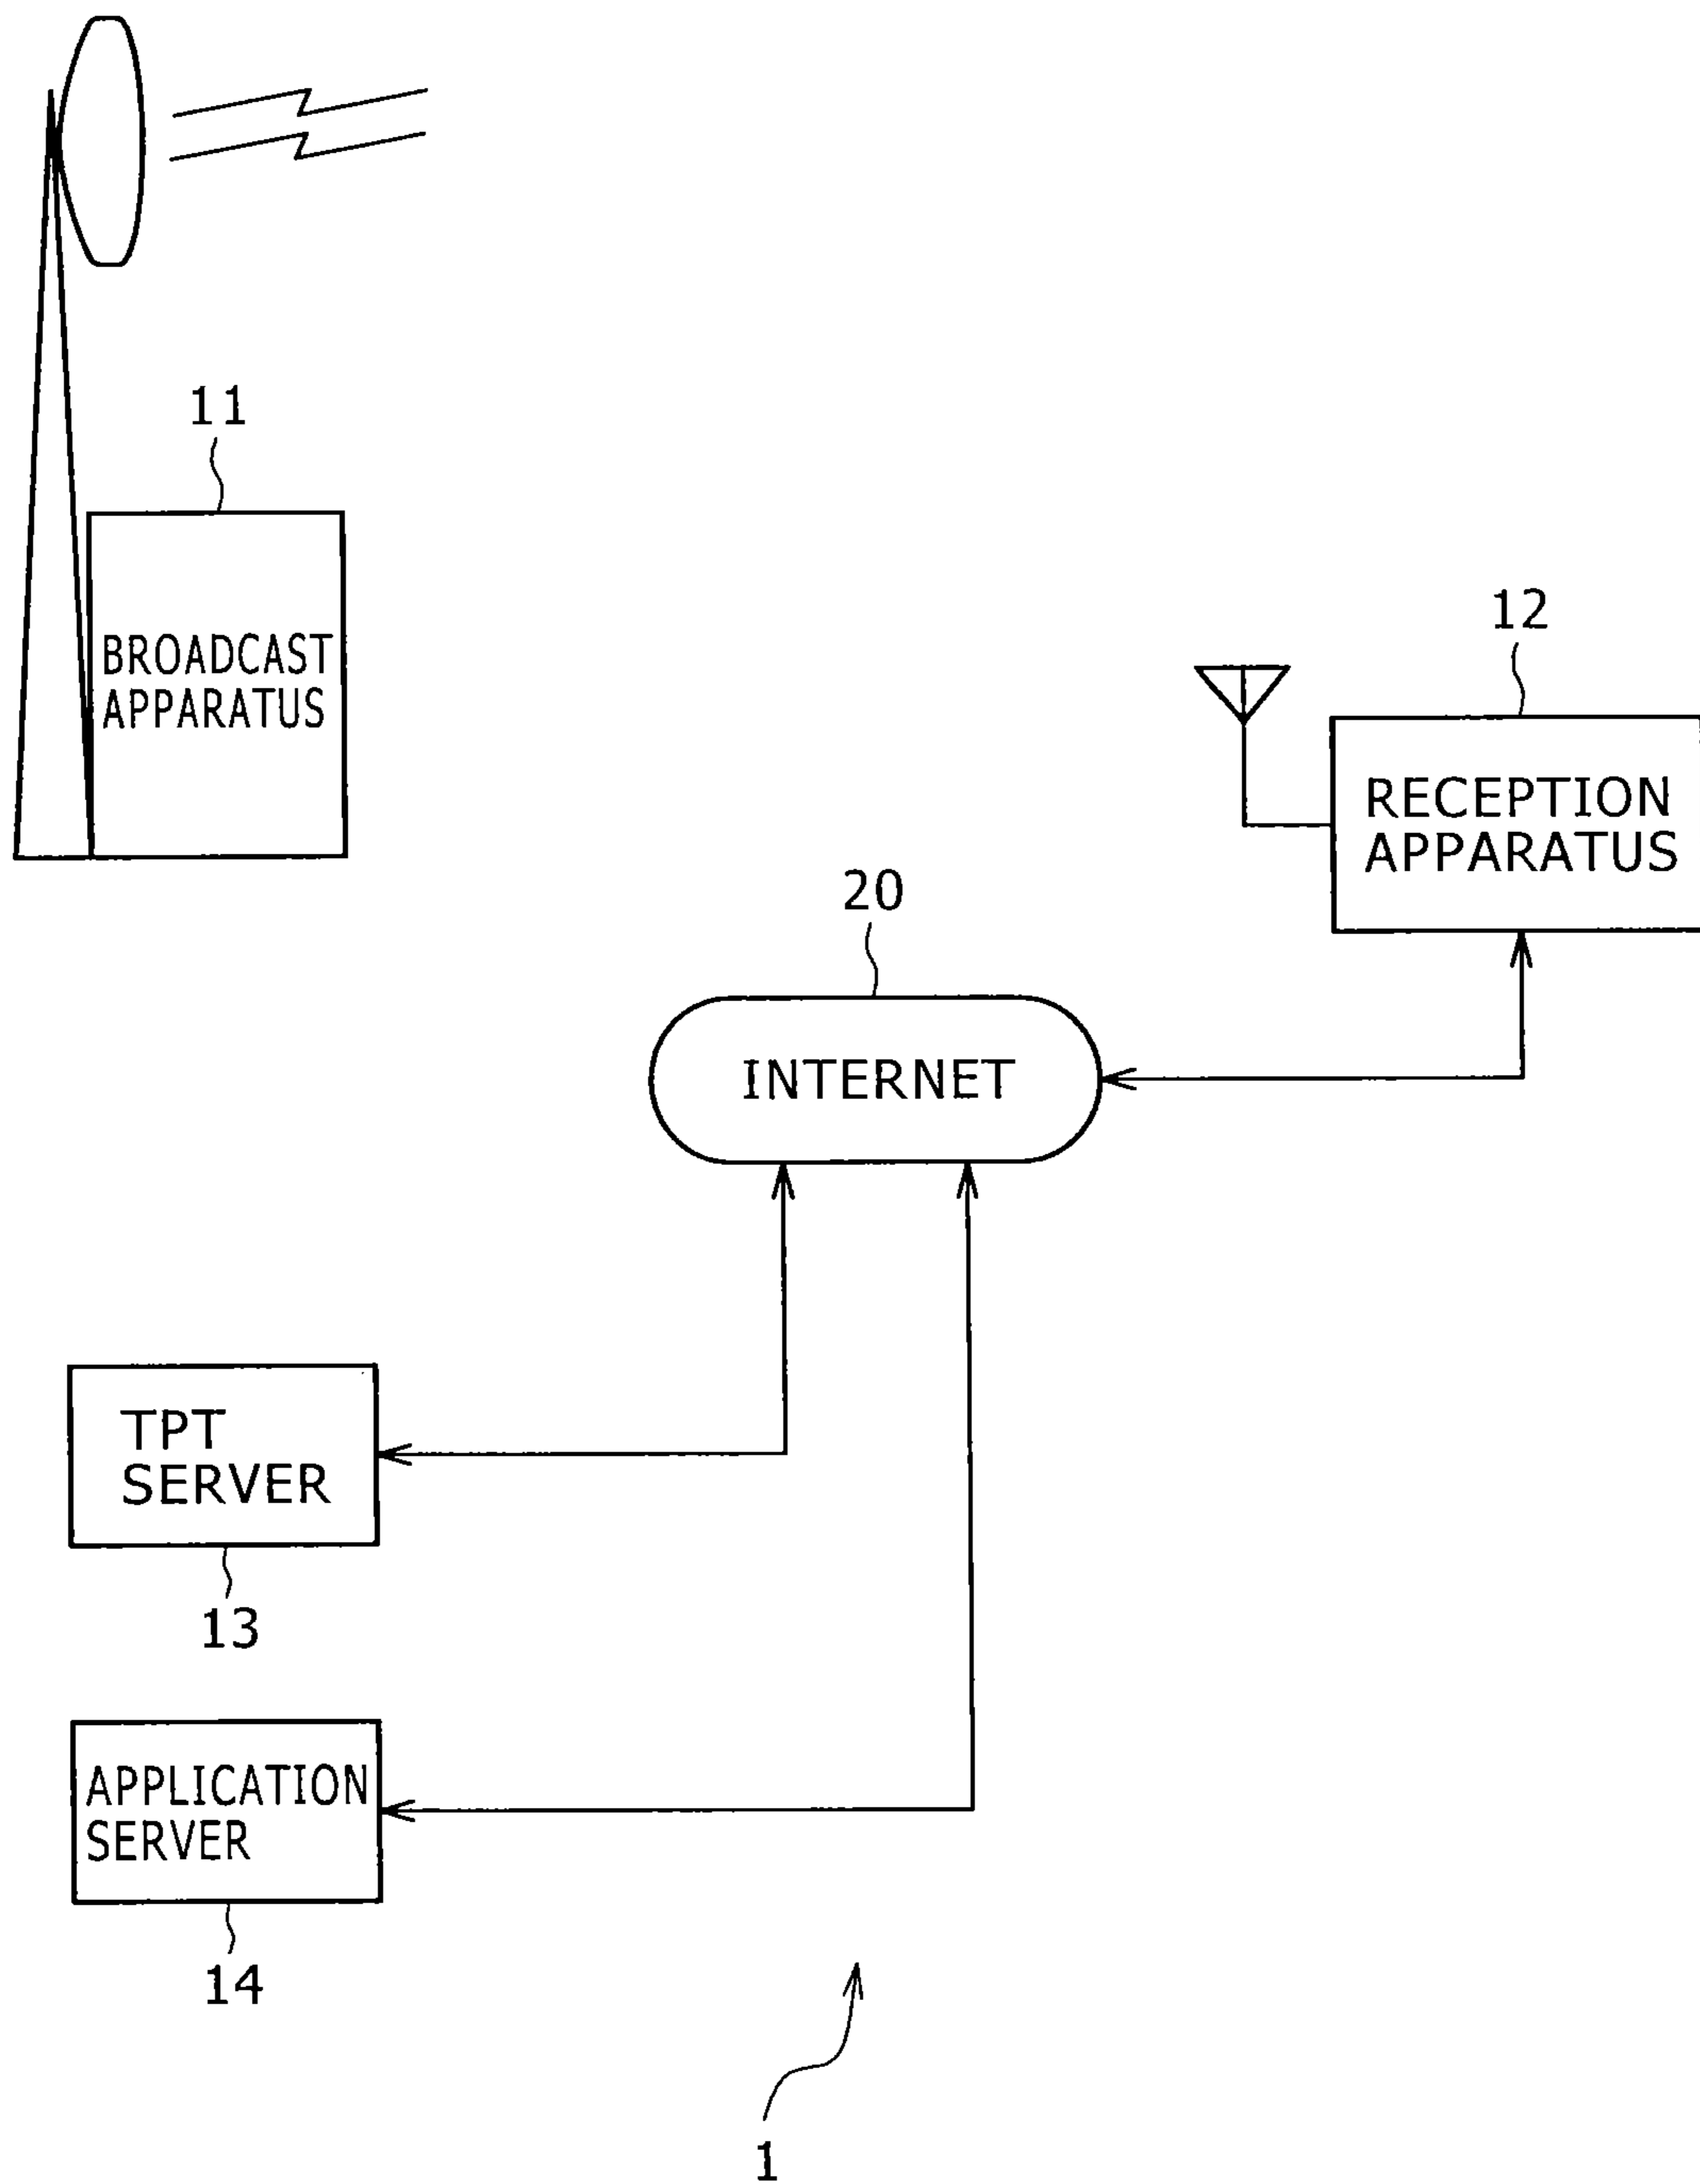 11
BROADCAST
APPARATUS
12
RECEPTION
APPARATUS
20
INTERNET
TPT
SERVER
13
APPLICATION
SERVER
14
1